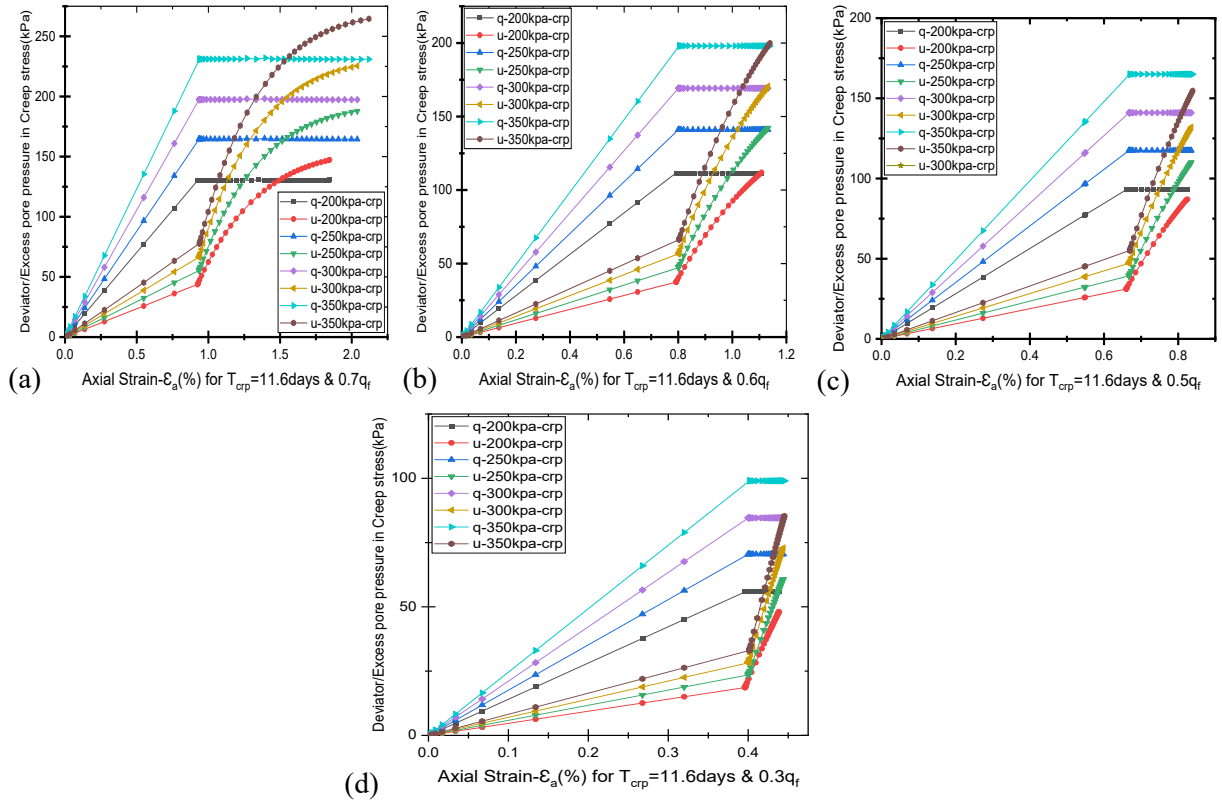 Deviator/Excess pore pressure in Creep stress(kPa)
250
225
200
175
150
125
100
75
50
25
0
0.0 0.5 1.0 1.5 2.0
q-200kpa-crp
u-200kpa-crp
q-250kpa-crp
u-250kpa-crp
q-300kpa-crp
u-300kpa-crp
q-350kpa-crp
u-350kpa-crp
(a) Axial Strain-Ɛa(%) for Tcrp=11.6days & 0.7qf
Deviator/Excess pore pressure in Creep stress(kPa)
200
150
100
50
0
0.0 0.2 0.4 0.6 0.8 1.0 1.2 1.4
q-200kpa-crp
u-200kpa-crp
q-250kpa-crp
u-250kpa-crp
q-300kpa-crp
u-300kpa-crp
q-350kpa-crp
u-350kpa-crp
(b) Axial Strain-Ɛa(%) for Tcrp=11.6days & 0.6qf
Deviator/Excess pore pressure in Creep stress(kPa)
200
150
100
50
0
0.0 0.2 0.4 0.6 0.8 1.0
q-200kpa-crp
u-200kpa-crp
q-250kpa-crp
u-250kpa-crp
q-300kpa-crp
q-350kpa-crp
u-300kpa-crp
u-350kpa-crp
u-300kpa-crp
(c) Axial Strain-Ɛa(%) for Tcrp=11.6days & 0.5qf
Deviator/Excess pore pressure in Creep stress(kPa)
100
50
0
0.0 0.1 0.2 0.3 0.4
q-200kpa-crp
u-200kpa-crp
q-250kpa-crp
u-250kpa-crp
q-300kpa-crp
u-300kpa-crp
q-350kpa-crp
u-350kpa-crp
(d) Axial Strain-Ɛa(%) for Tcrp=11.6days & 0.3qf